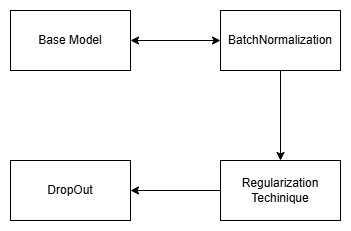 Base Model
BatchNormalization
DropOut
Regularization
Techinique